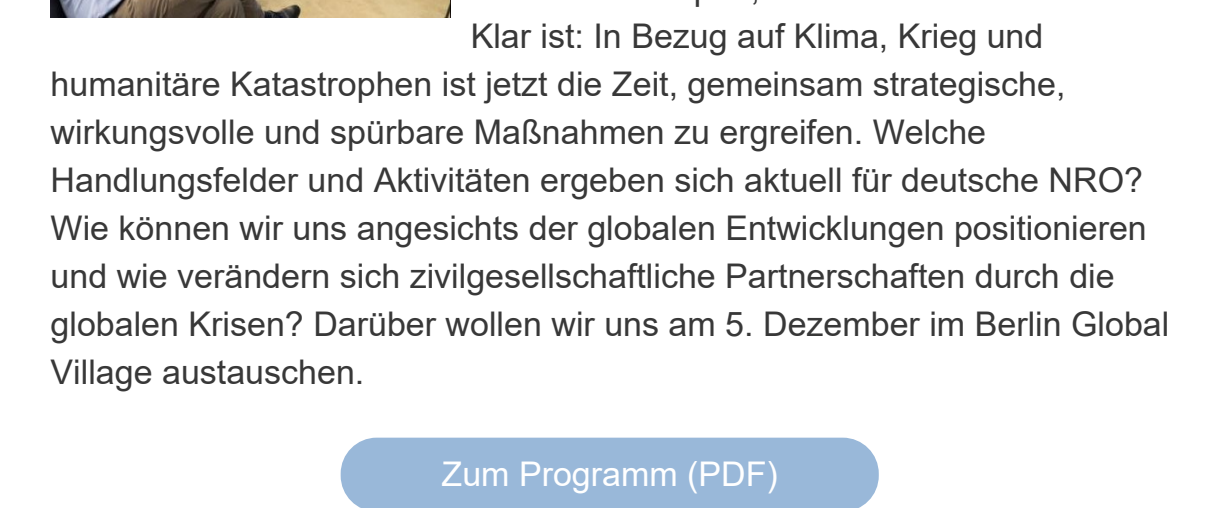 Klar ist: In Bezug auf Klima, Krieg und
humanitäre Katastrophen ist jetzt die Zeit, gemeinsam strategische,
wirkungsvolle und spürbare Maßnahmen zu ergreifen. Welche
Handlungsfelder und Aktivitäten ergeben sich aktuell für deutsche NRO?
Wie können wir uns angesichts der globalen Entwicklungen positionieren
und wie verändern sich zivilgesellschaftliche Partnerschaften durch die
globalen Krisen? Darüber wollen wir uns am 5. Dezember im Berlin Global
Village austauschen.
Zum Programm (PDF)